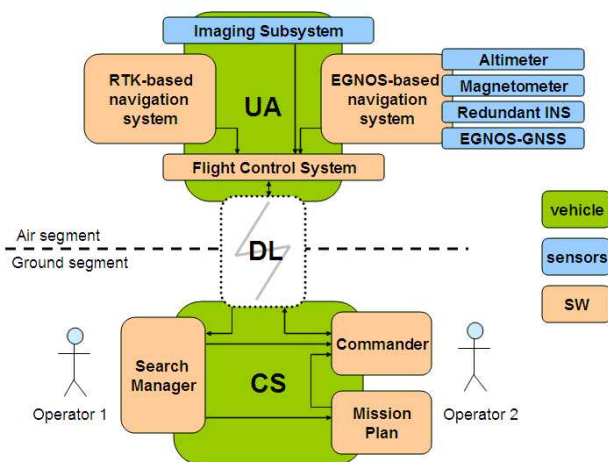 Imaging Subsystem
RTK-based
navigation
system
UA
EGNOS-based
navigation
system
Altimeter
Magnetometer
Redundant INS
EGNOS-GNSS
Flight Control System
vehicle
sensors
SW
Air segment
Ground segment
DL
Search
Manager
CS
Commander
Mission
Plan
Operator 1
Operator 2